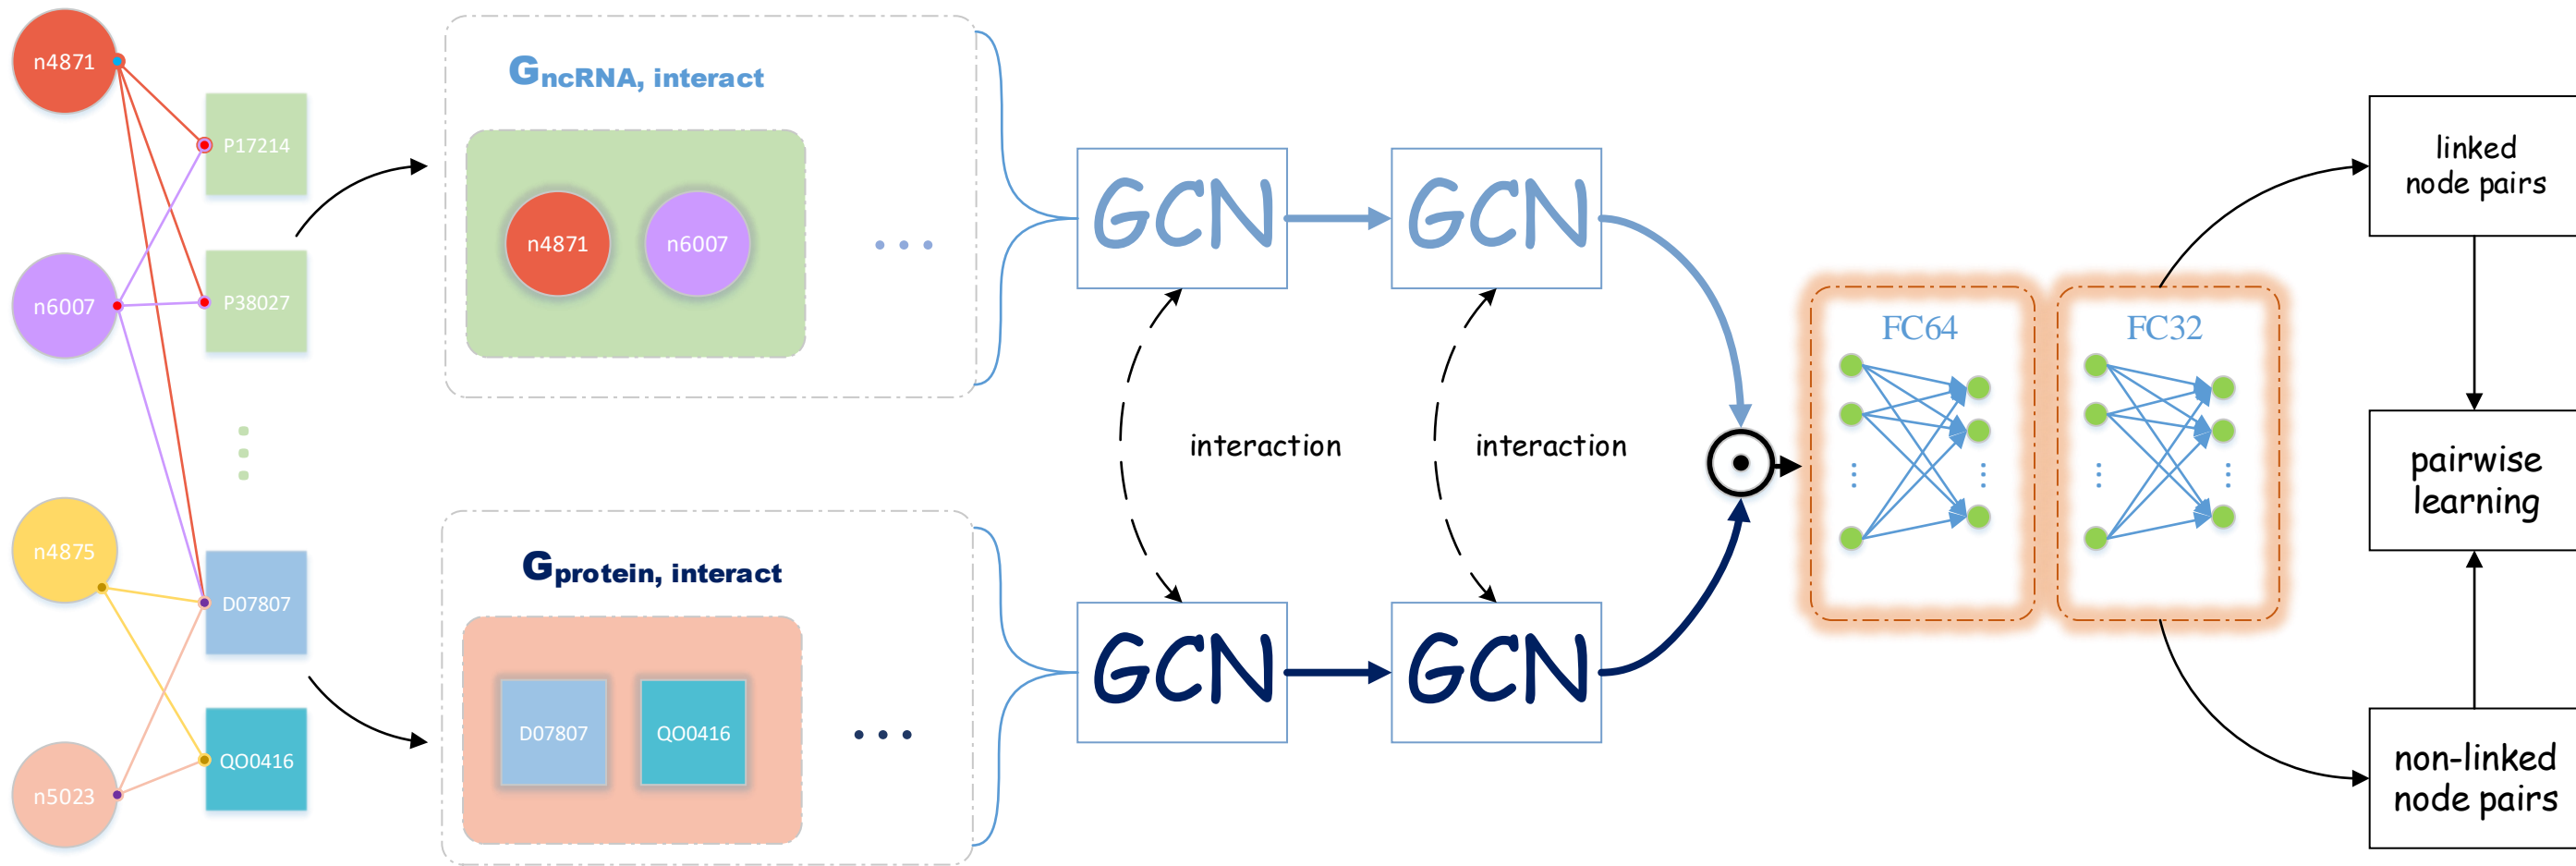 n4871
P17214
n6007
P38027
n4875
D07807
n5023
QO0416
GncRNA, interact
n4871
n6007
Gprotein, interact
D07807
QO0416
GCN
GCN
interaction
interaction
GCN
GCN
FC64
FC32
linked
node pairs
pairwise
learning
non-linked
node pairs